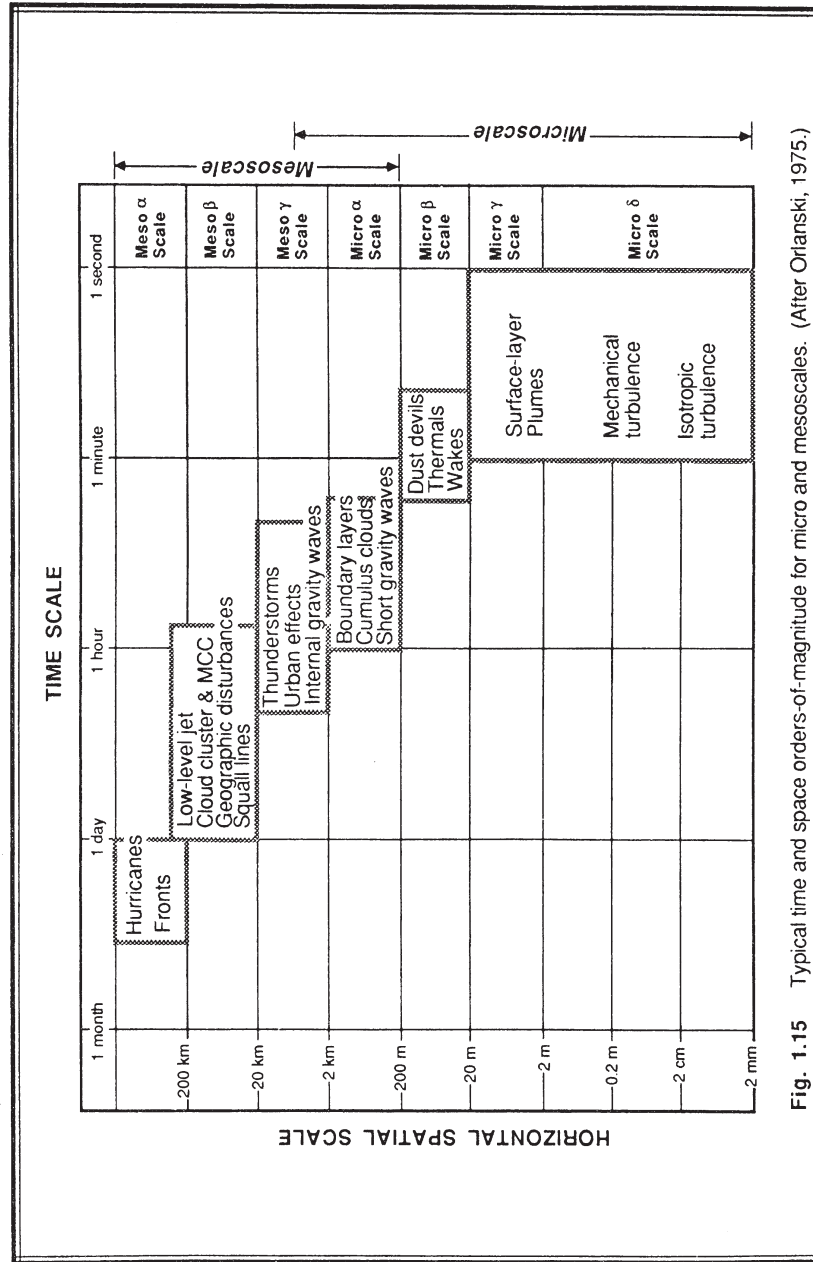 TIME SCALE
1 month
1 day
1 hour
1 minute
1 second
HORIZONTAL SPATIAL SCALE
200 km
20 km
2 km
200 m
20 m
2 m
0.2 m
2 cm
2 mm
Hurricanes
Fronts
Low-level jet
Cloud cluster & MCC
Geographic disturbances
Squall lines
Thunderstorms
Urban effects
Internal gravity waves
Boundary layers
Cumulus clouds
Short gravity waves
Dust devils
Thermals
Wakes
Surface-layer
Plumes
Mechanical
turbulence
Isotropic
turbulence
Meso α
Scale
Meso β
Scale
Meso γ
Scale
Micro α
Scale
Micro β
Scale
Micro γ
Scale
Micro δ
Scale
Mesoscale
Microscale
Fig. 1.15 Typical time and space orders-of-magnitude for micro and mesoscales. (After Orlanski, 1975.)